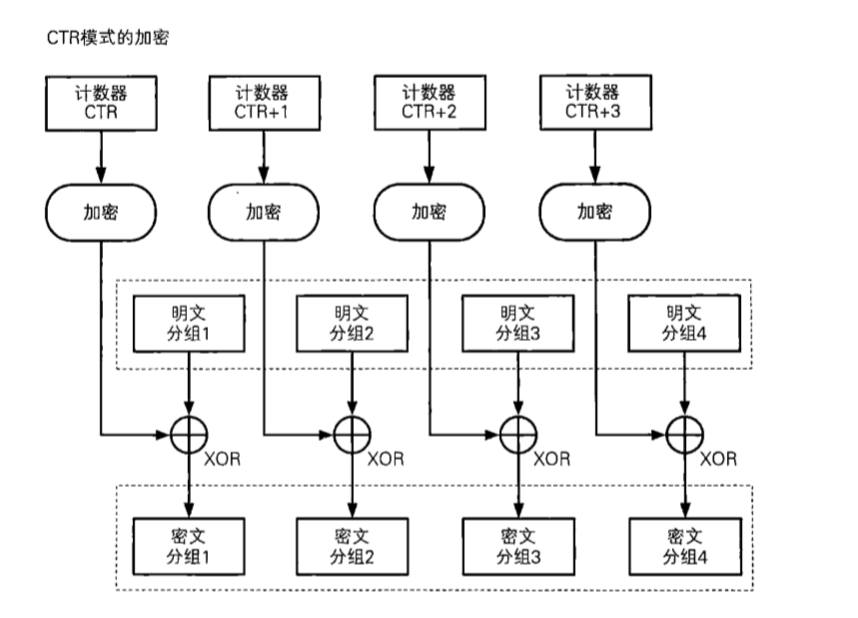 CTR模式的加密
计数器
CTR
计数器
CTR+1
计数器
CTR+2
计数器
CTR+3
加密
加密
加密
加密
明文
分组1
明文
分组2
明文
分组3
明文
分组4
XOR
XOR
XOR
XOR
密文
分组1
密文
分组2
密文
分组3
密文
分组4